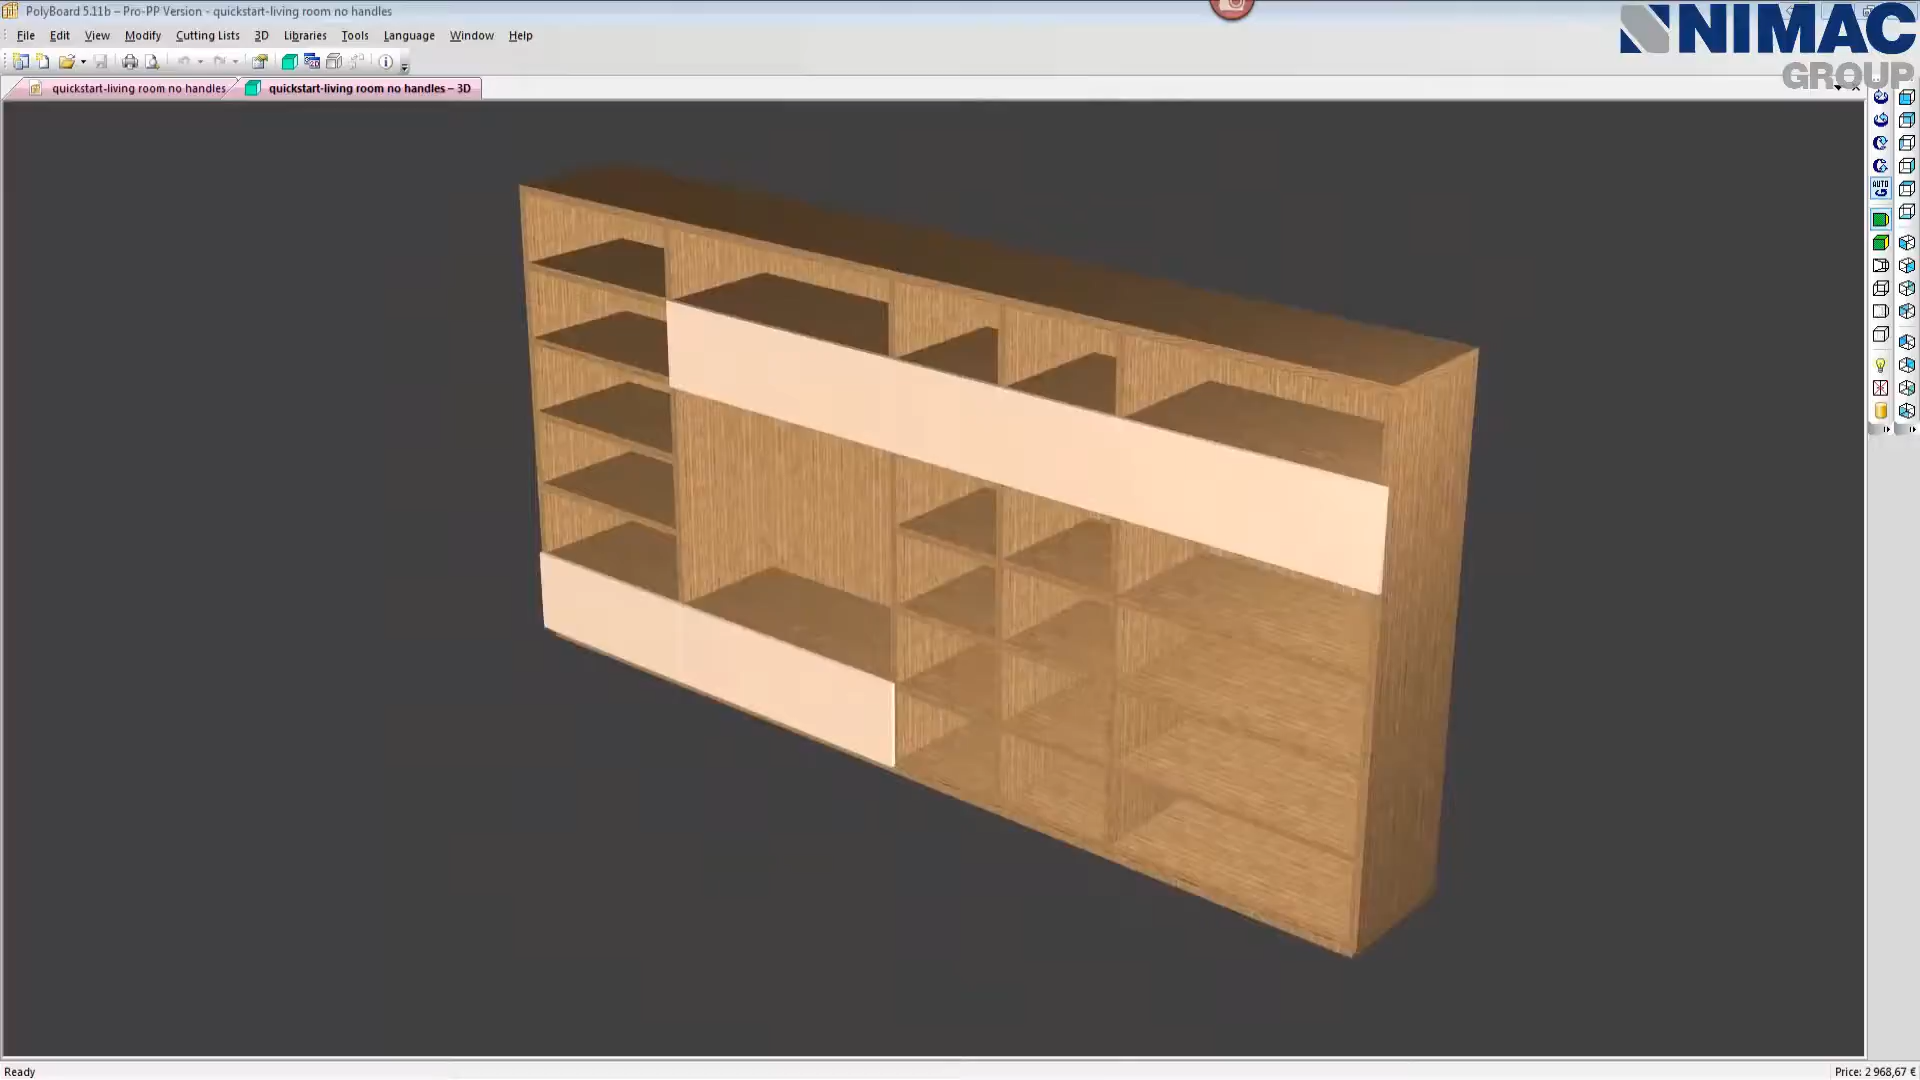 PolyBoard 5.11b – Pro-PP Version - quickstart-living room no handles
NIMAC
GROUP
File Edit View Modify Cutting Lists 3D Libraries Tools Language Window Help
quickstart-living room no handles
quickstart-living room no handles – 3D
AUTO
Ready
Price: 2 968,67 €